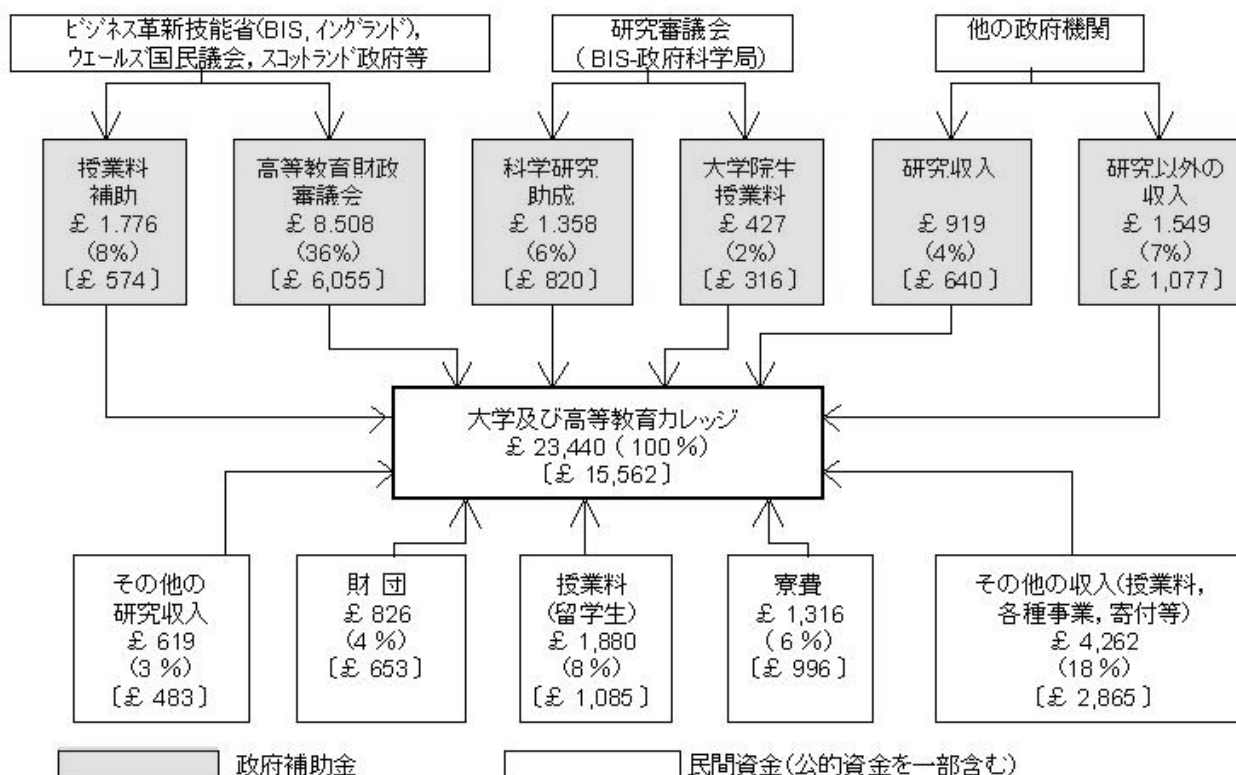 ビジネス革新技能省(BIS, イングランド),
ウエールズ国民議会, スコットランド政府等
研究審議会
(BIS-政府科学局)
他の政府機関
授業料
補助
£ 1.776
(8%)
[£ 574]
高等教育財政
審議会
£ 8.508
(36%)
[£ 6,055]
科学研究
助成
£ 1.358
(6%)
[£ 820]
大学院生
授業料
£ 427
(2%)
[£ 316]
研究収入
£ 919
(4%)
[£ 640]
研究以外の
収入
£ 1.549
(7%)
[£ 1,077]
大学及び高等教育カレッジ
£ 23,440 (100%)
[£ 15,562]
その他の
研究収入
£ 619
(3%)
[£ 483]
財団
£ 826
(4%)
[£ 653]
授業料
(留学生)
£ 1,880
(8%)
[£ 1,085]
寮費
£ 1,316
(6%)
[£ 996]
その他の収入(授業料,
各種事業, 寄付等)
£ 4,262
(18%)
[£ 2,865]
政府補助金
民間資金(公的資金を一部含む)